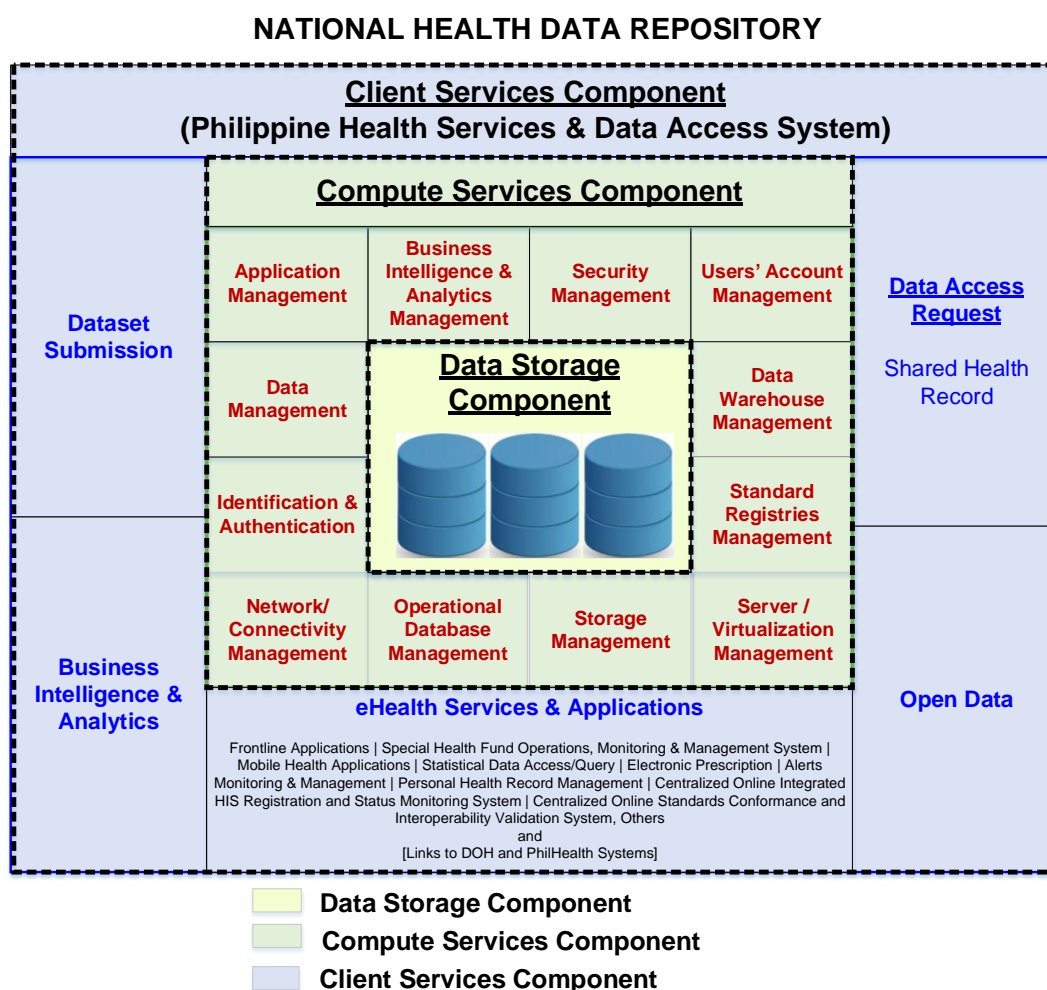 NATIONAL HEALTH DATA REPOSITORY
Client Services Component
(Philippine Health Services & Data Access System)
Compute Services Component
Application
Management
Business
Intelligence &
Analytics
Management
Security
Management
Users' Account
Management
Dataset
Submission
Data Access
Request
Shared Health
Record
Data
Management
Data Storage
Component
Data
Warehouse
Management
Identification &
Authentication
Standard
Registries
Management
Network/
Connectivity
Management
Operational
Database
Management
Storage
Management
Server /
Virtualization
Management
Business
Intelligence &
Analytics
eHealth Services & Applications
Frontline Applications | Special Health Fund Operations, Monitoring & Management System |
Mobile Health Applications | Statistical Data Access/Query | Electronic Prescription | Alerts
Monitoring & Management | Personal Health Record Management | Centralized Online Integrated
HIS Registration and Status Monitoring System | Centralized Online Standards Conformance and
Interoperability Validation System, Others
and
[Links to DOH and PhilHealth Systems]
Open Data
Data Storage Component
Compute Services Component
Client Services Component